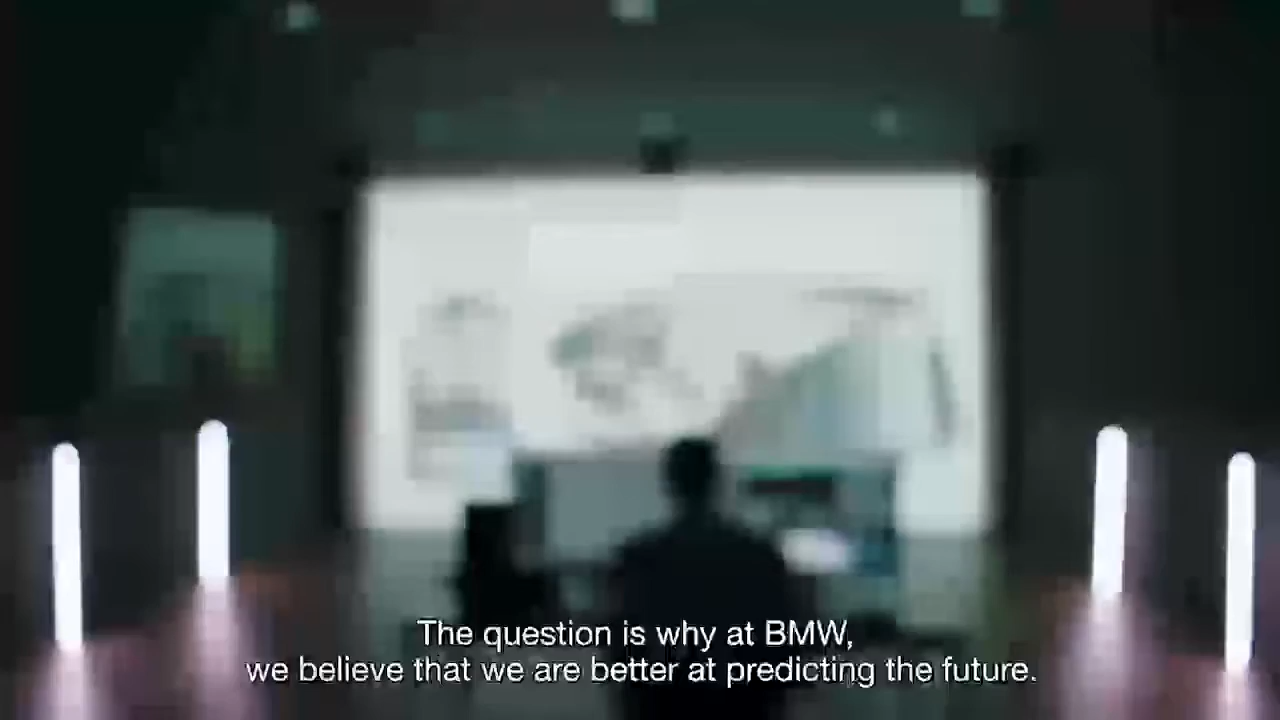 The question is why at BMW,
we believe that we are better at predicting the future.